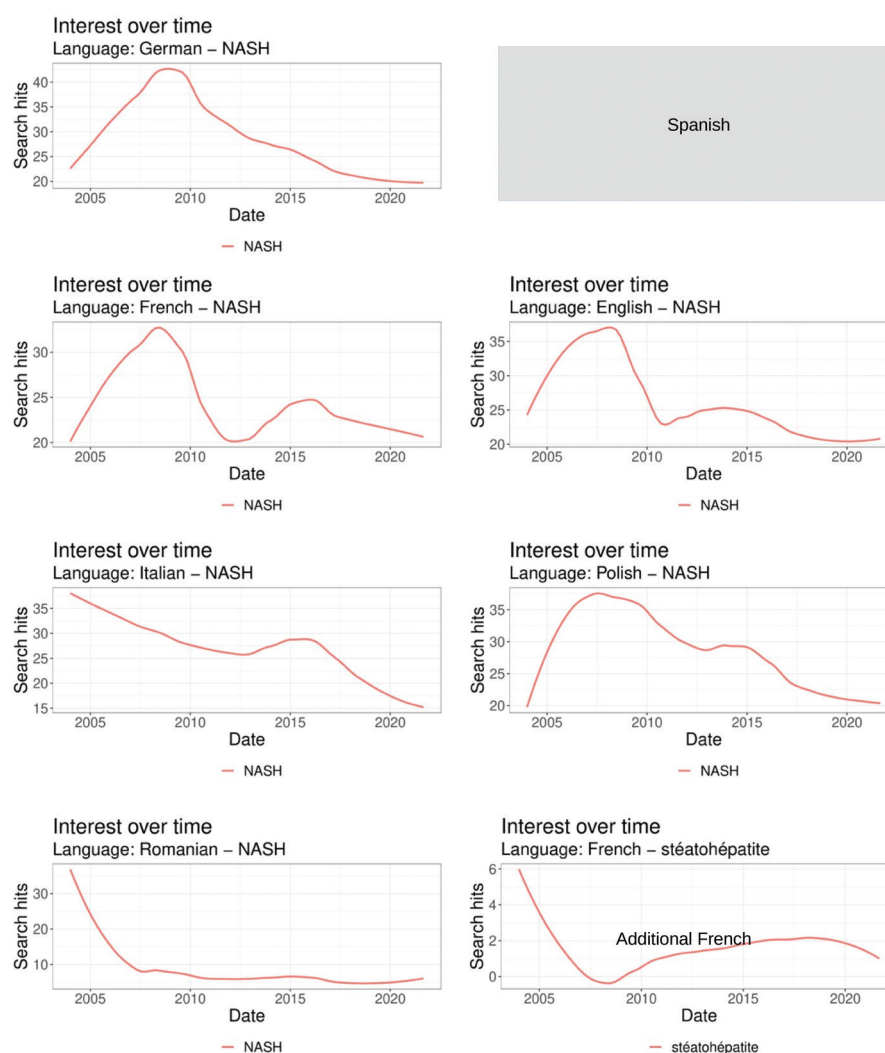 Interest over time
Language: German – NASH
Search hits
40
35
30
25
20
2005
2010
2015
2020
Date
NASH
Spanish
Interest over time
Language: French – NASH
Search hits
30
25
20
2005
2010
2015
2020
Date
NASH
Interest over time
Language: English – NASH
Search hits
35
30
25
20
2005
2010
2015
2020
Date
NASH
Interest over time
Language: Italian – NASH
Search hits
35
30
25
20
15
2005
2010
2015
2020
Date
NASH
Interest over time
Language: Polish – NASH
Search hits
35
30
25
20
2005
2010
2015
2020
Date
NASH
Interest over time
Language: Romanian – NASH
Search hits
30
20
10
2005
2010
2015
2020
Date
NASH
Interest over time
Language: French – stéatohépatite
Search hits
6
4
2
0
Additional French
2005
2010
2015
2020
Date
stéatohépatite